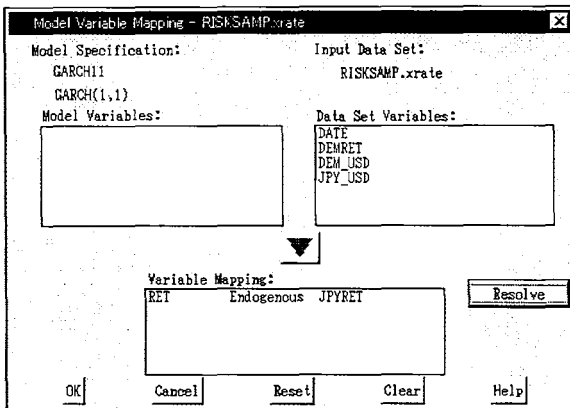 Model Variable Mapping - RISKSAMP.xrate
Model Specification:
GARCH11
GARCH(1,1)
Input Data Set:
RISKSAMP.xrate
Model Variables:
Data Set Variables:
DATE
DEMRET
DEM_USD
JPY_USD
Variable Mapping:
RET Endogenous JPYRET
Resolve
OK Cancel Reset Clear Help